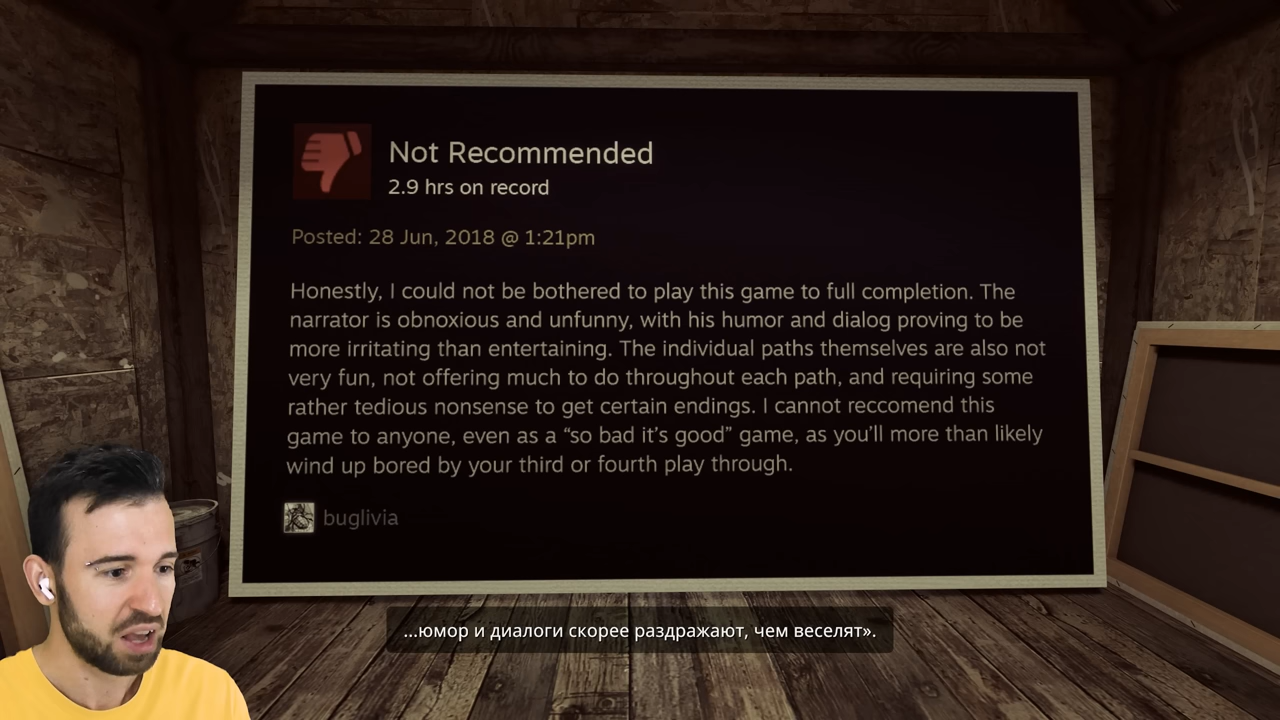 Not Recommended
2.9 hrs on record
Posted: 28 Jun, 2018 @ 1:21pm
Honestly, I could not be bothered to play this game to full completion. The
narrator is obnoxious and unfunny, with his humor and dialog proving to be
more irritating than entertaining. The individual paths themselves are also not
very fun, not offering much to do throughout each path, and requiring some
rather tedious nonsense to get certain endings. I cannot reccomend this
game to anyone, even as a “so bad it’s good” game, as you’ll more than likely
wind up bored by your third or fourth play through.
buglivia
...юмор и диалоги скорее раздражают, чем веселят».